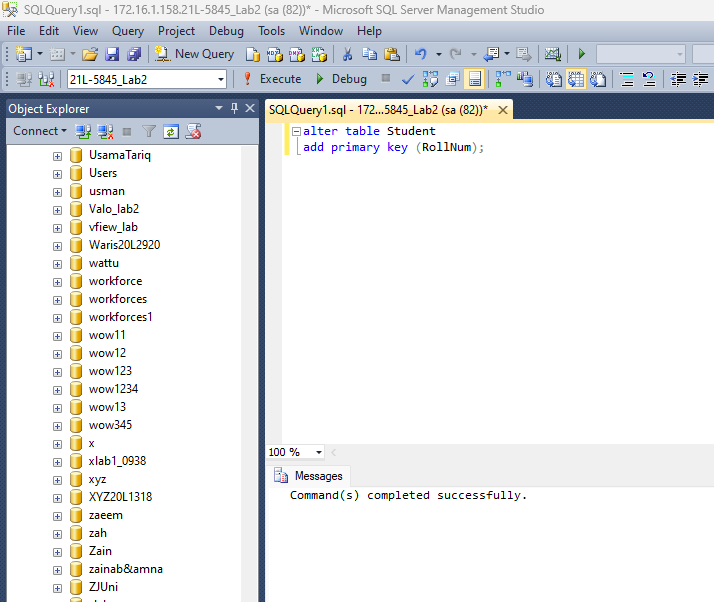 SQLQuery1.sql - 172.16.1.158.21L-5845_Lab2 (sa (82))* - Microsoft SQL Server Management Studio
File Edit View Query Project Debug Tools Window Help
New Query
21L-5845_Lab2 Execute Debug
Object Explorer
Connect
UsamaTariq
Users
usman
Valo_lab2
vfiew_lab
Waris20L2920
wattu
workforce
workforces
workforces1
wow11
wow12
wow123
wow1234
wow13
wow345
x
xlab1_0938
xyz
XYZ20L1318
zaeem
zah
Zain
zainab&amna
ZJUni
SQLQuery1.sql - 172...5845_Lab2 (sa (82))*
alter table Student
add primary key (RollNum);
100 %
Messages
Command(s) completed successfully.